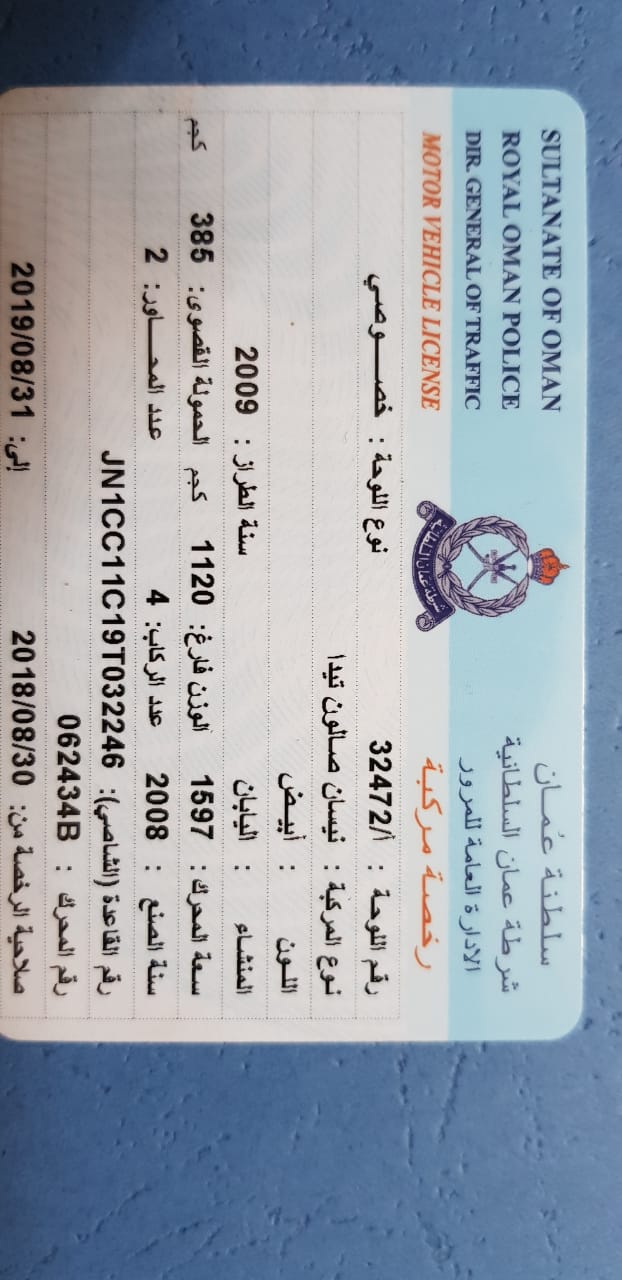 SULTANATE OF OMAN
ROYAL OMAN POLICE
DIR. GENERAL OF TRAFFIC
MOTOR VEHICLE LICENSE
سلطنة عُمان
شرطة عمان السلطانية
الادارة العامة للمرور
رخصة مركبة
شرطة عمان السلطانية
رقم اللوحة : 32472/أ نوع اللوحة : خصوصي
نوع المركبة : نيسان صالون تيدا
اللون : أبيض
المنشاء : اليابان سنة الطراز : 2009
سعة المحرك : 1597 الوزن فارغ: 1120 كجم الحمولة القصوى: 385 كجم
سنة الصنع : 2008 عدد الركاب: 4 عدد المحاور: 2
رقم القاعدة (الشاصي): JN1CC11C19T032246
رقم المحرك : 062434B
صلاحية الرخصة من: 2018/08/30 إلى: 2019/08/31